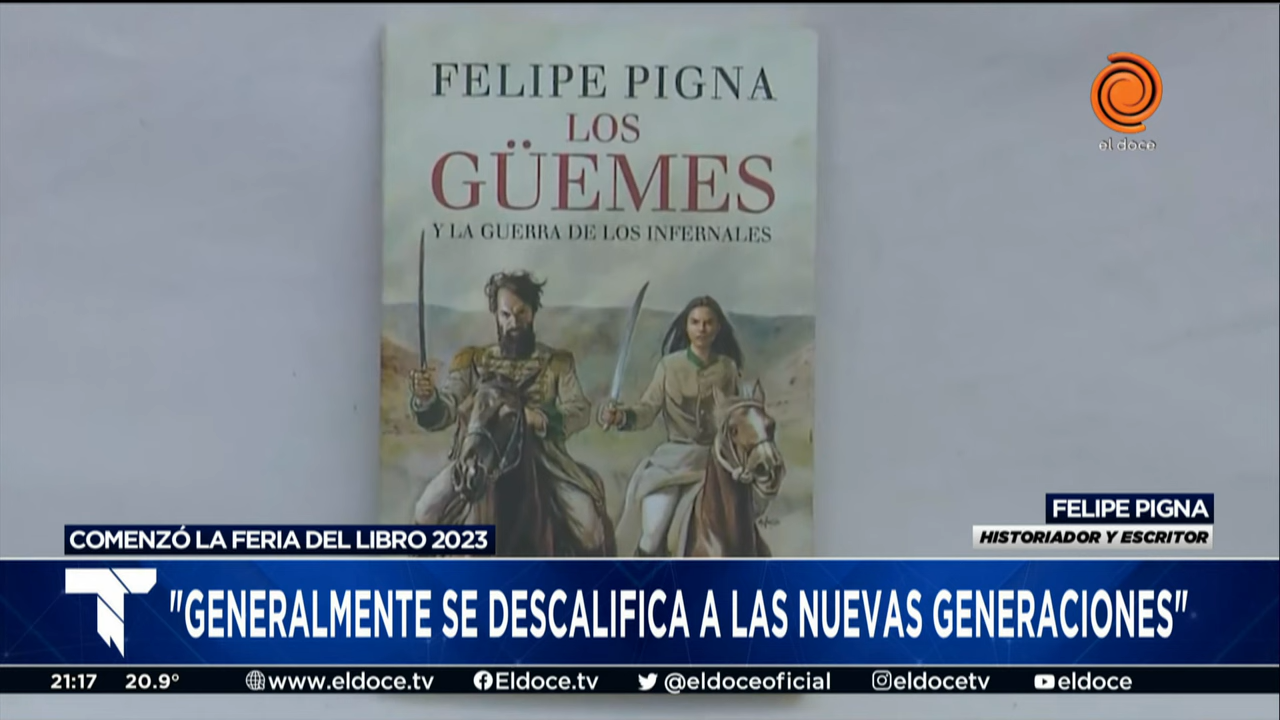 FELIPE PIGNA
LOS
GÜEMES
Y LA GUERRA DE LOS INFERNALES
el doce
FELIPE PIGNA
HISTORIADOR Y ESCRITOR
COMENZÓ LA FERIA DEL LIBRO 2023
"GENERALMENTE SE DESCALIFICA A LAS NUEVAS GENERACIONES"
21:17 20.9° www.eldoce.tv Eldoce.tv @eldoceoficial eldocetv eldoce